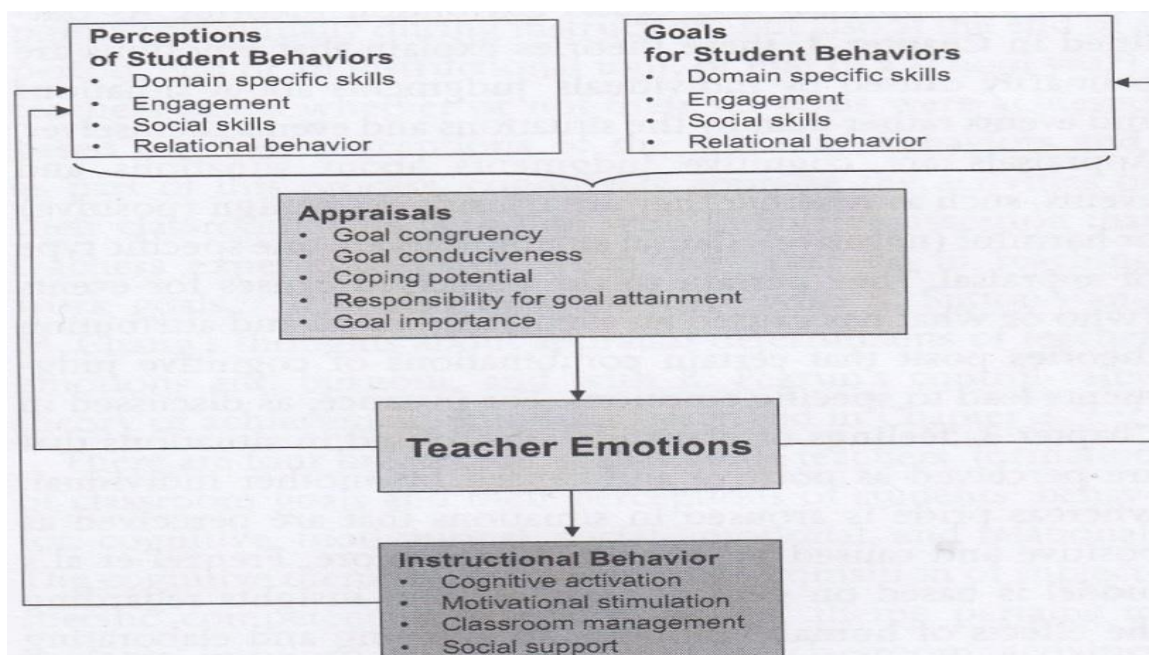 Perceptions
of Student Behaviors
• Domain specific skills
• Engagement
• Social skills
• Relational behavior
Goals
for Student Behaviors
• Domain specific skills
• Engagement
• Social skills
• Relational behavior
Appraisals
• Goal congruency
• Goal conduciveness
• Coping potential
• Responsibility for goal attainment
• Goal importance
Teacher Emotions
Instructional Behavior
• Cognitive activation
• Motivational stimulation
• Classroom management
• Social support